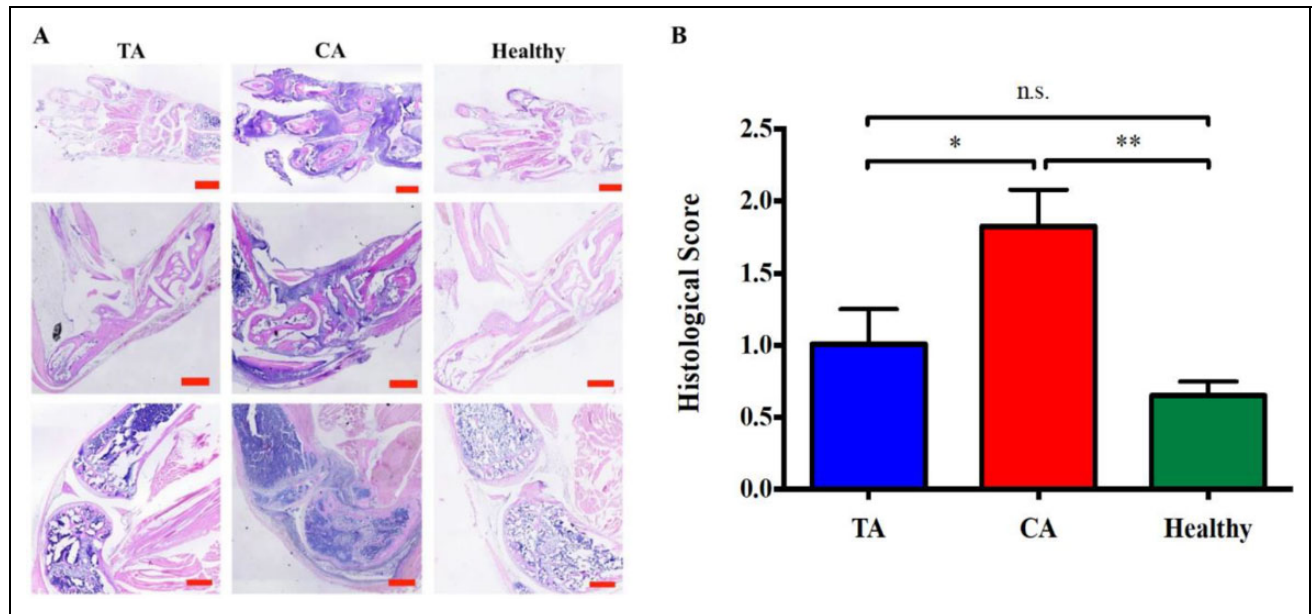 A
TA CA Healthy
B
n.s.
* **
2.5
2.0
1.5
1.0
0.5
0.0
Histological Score
TA CA Healthy